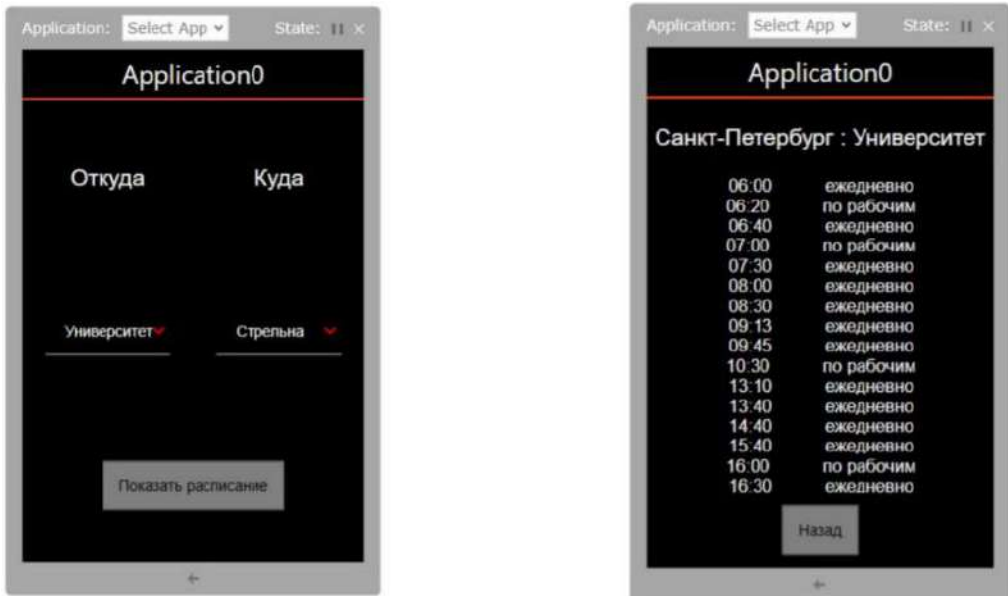 Application: Select App State:
Application0
Откуда Куда
Университет Стрельна
Показать расписание
Application: Select App State:
Application0
Санкт-Петербург : Университет
06:00 ежедневно
06:20 по рабочим
06:40 ежедневно
07:00 по рабочим
07:30 ежедневно
08:00 ежедневно
08:30 ежедневно
09:13 ежедневно
09:45 ежедневно
10:30 по рабочим
13:10 ежедневно
13:40 ежедневно
14:40 ежедневно
15:40 ежедневно
16:00 по рабочим
16:30 ежедневно
Назад